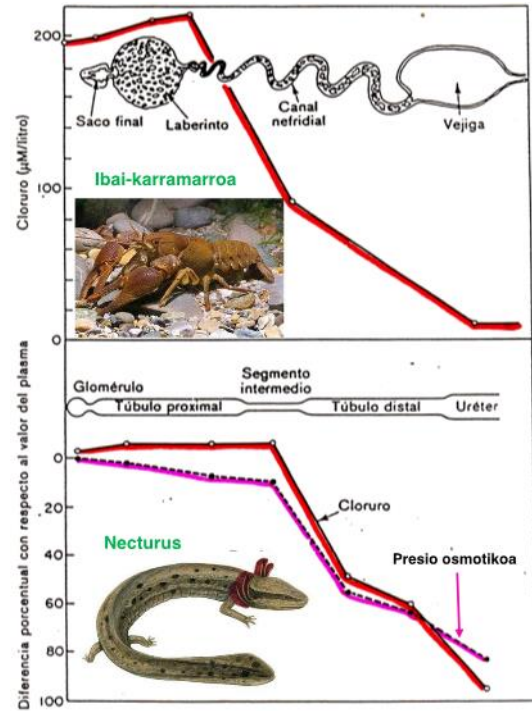 Cloruro (μM/litro)
200
100
0
Saco final
Laberinto
Canal
nefridial
Vejiga
Ibai-karramarroa
Diferencia porcentual con respecto al valor del plasma
Glomérulo
Túbulo proximal
Segmento
intermedio
Túbulo distal
Uréter
0
20
40
60
80
100
Cloruro
Presio osmotikoa
Necturus